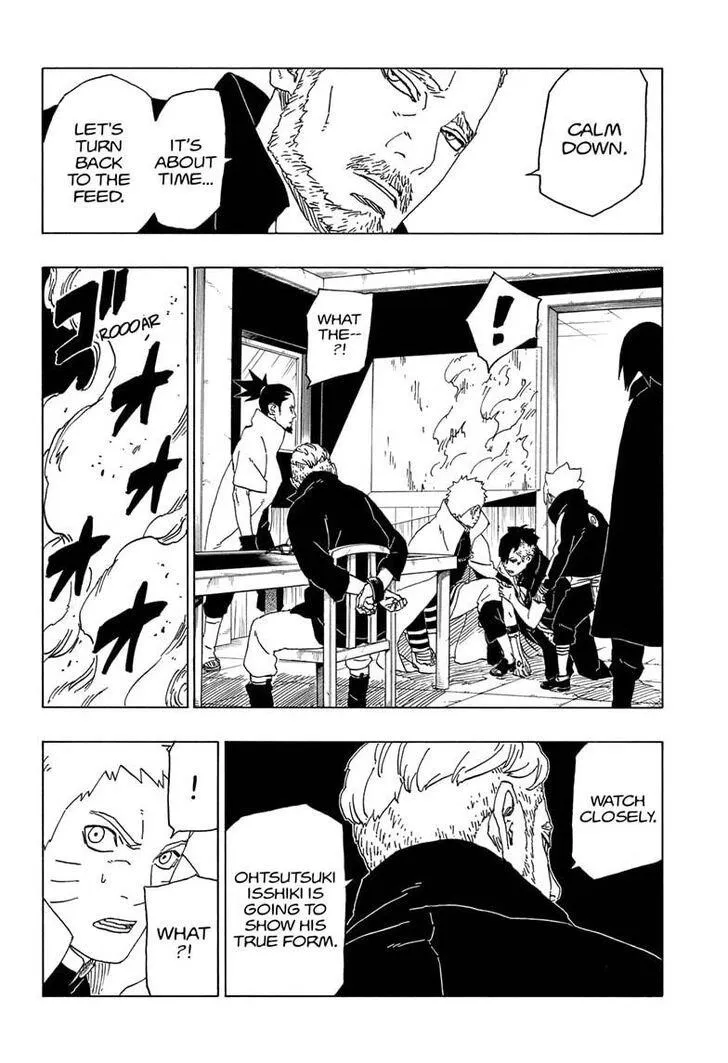 CALM
DOWN.
IT'S
ABOUT
TIME...
LET'S
TURN
BACK
TO THE
FEED.
!
WHAT
THE--
?!
ゴ
オ
オ
オ
オ
ROOOAR
WATCH
CLOSELY.
OHTSUTSUKI
ISSHIKI IS
GOING TO
SHOW HIS
TRUE FORM.
!
WHAT
?!